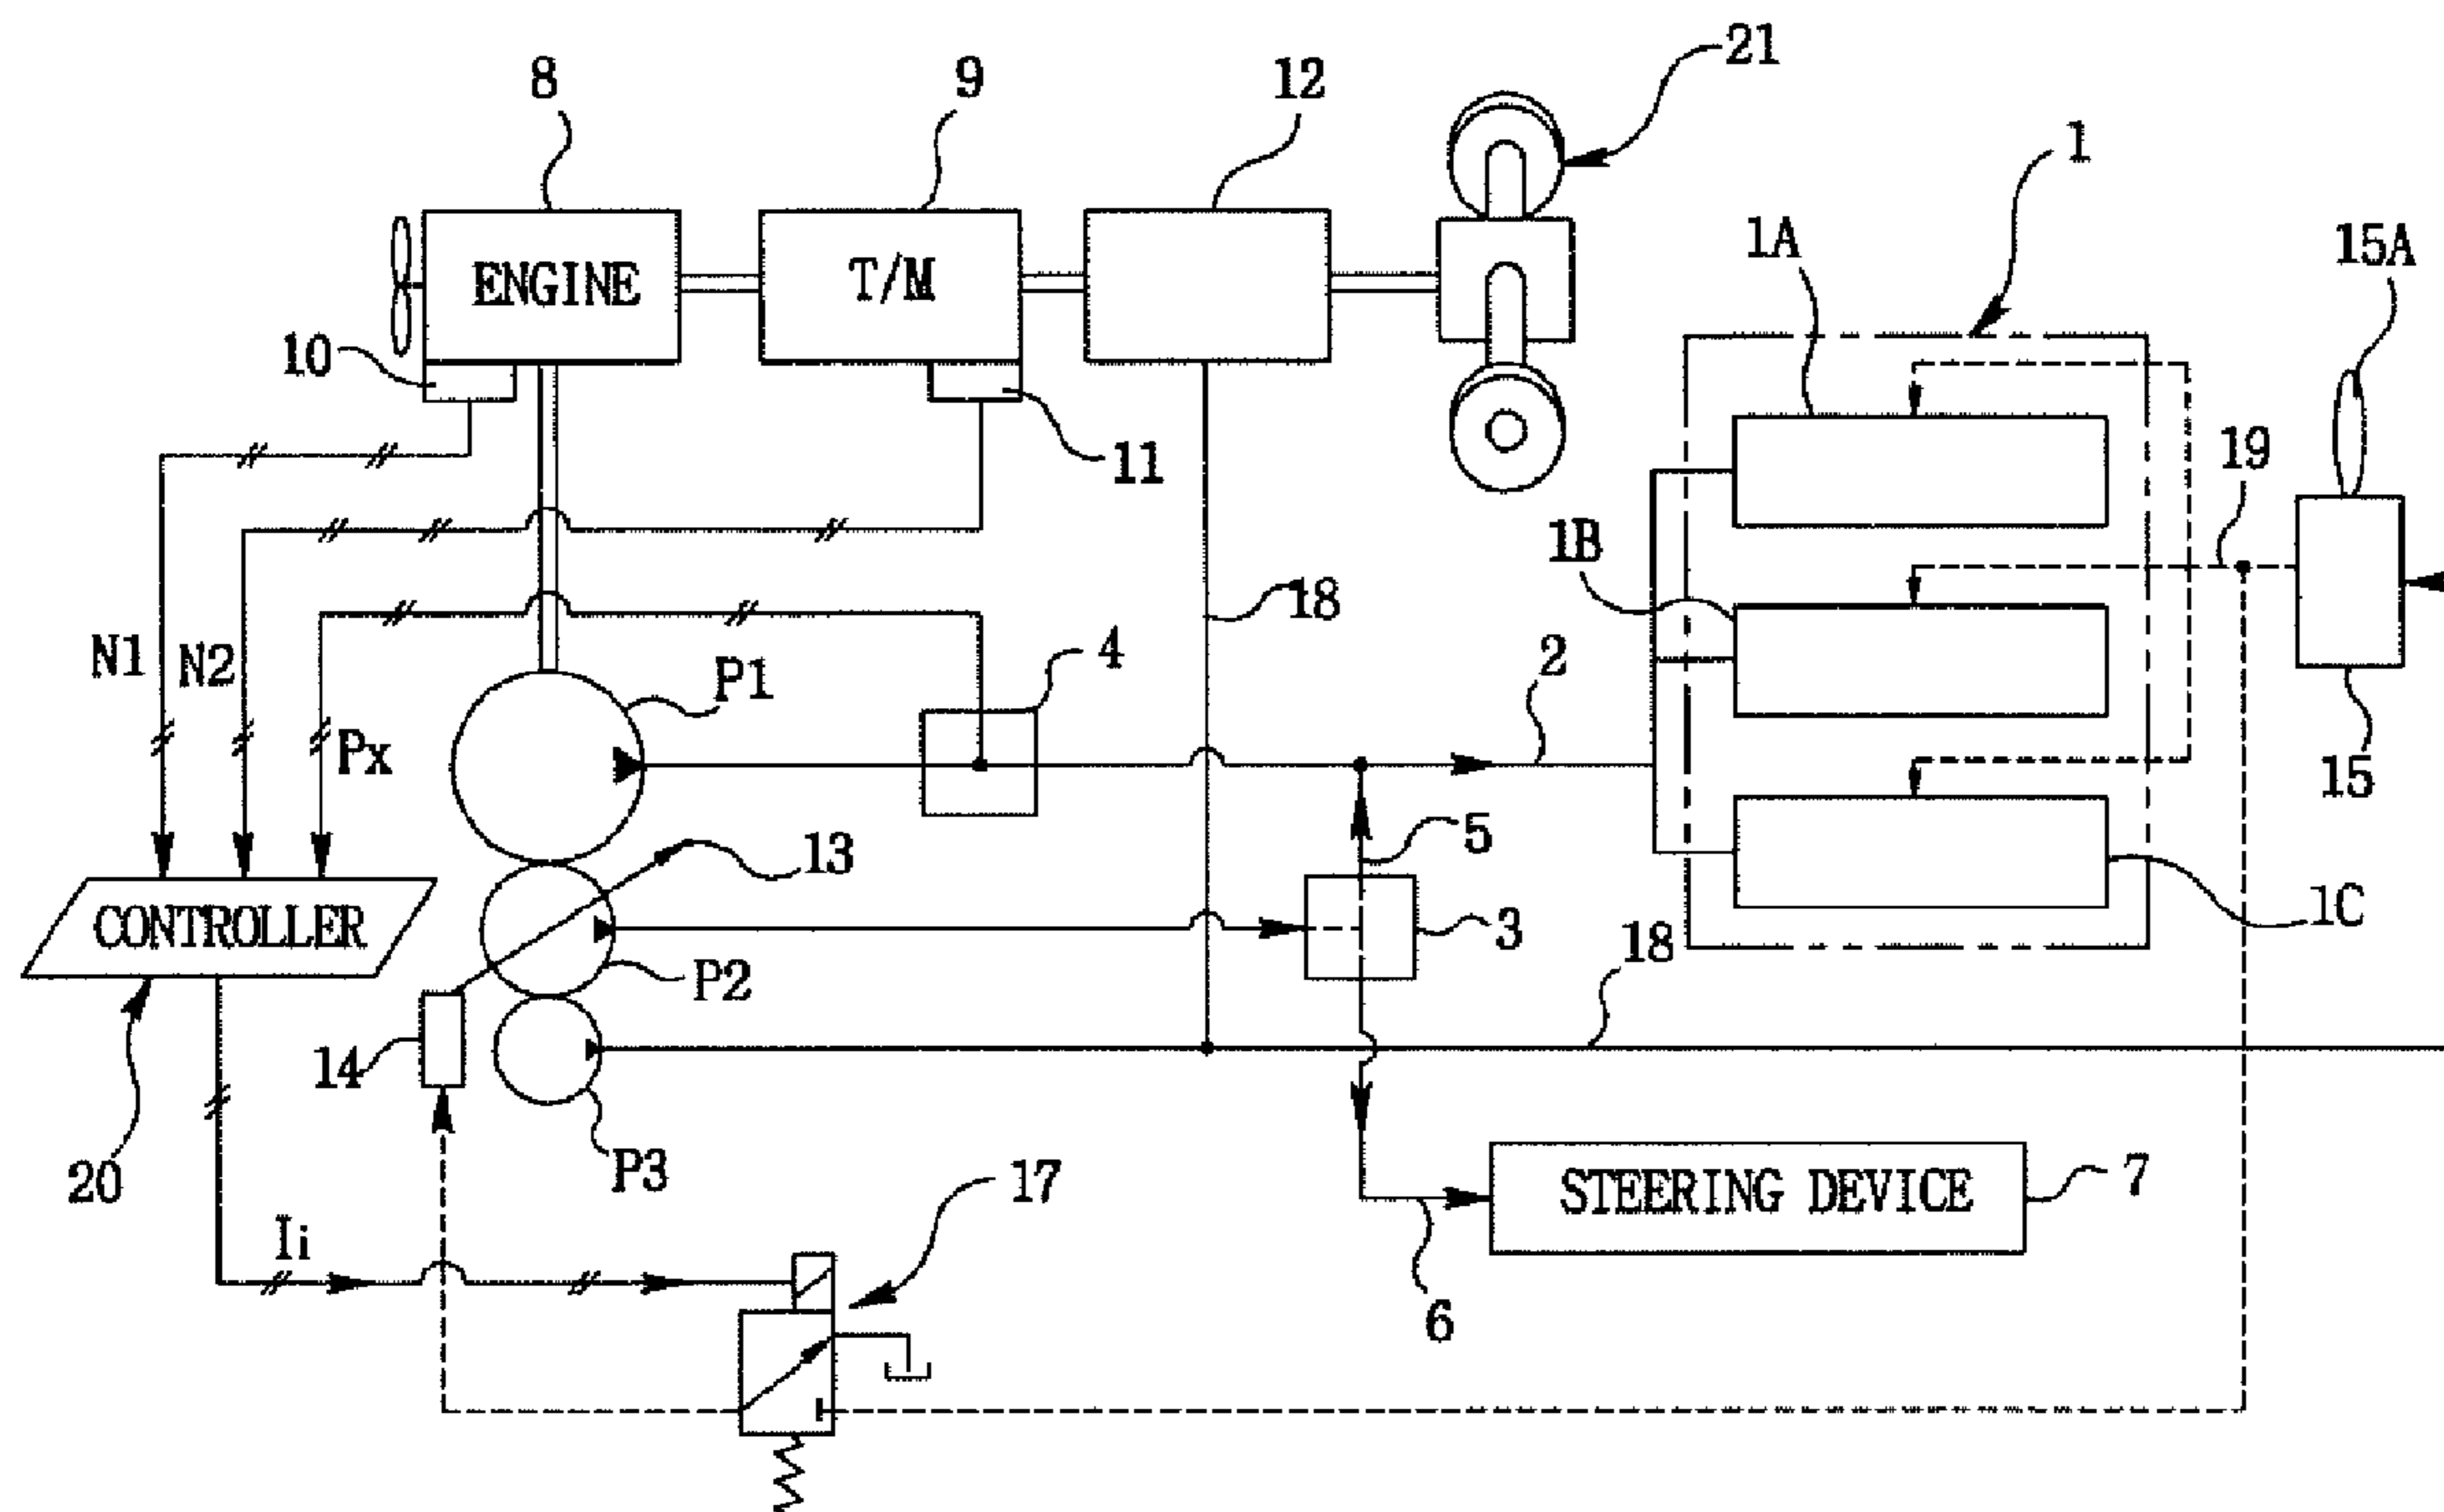 8
9
12
21
1
1A
15A
ENGINE
T/M
10
11
19
1B
18
N1
N2
4
P1
2
Px
15
13
5
CONTROLLER
3
1C
P2
18
14
20
P3
17
STEERING DEVICE
7
Ii
6